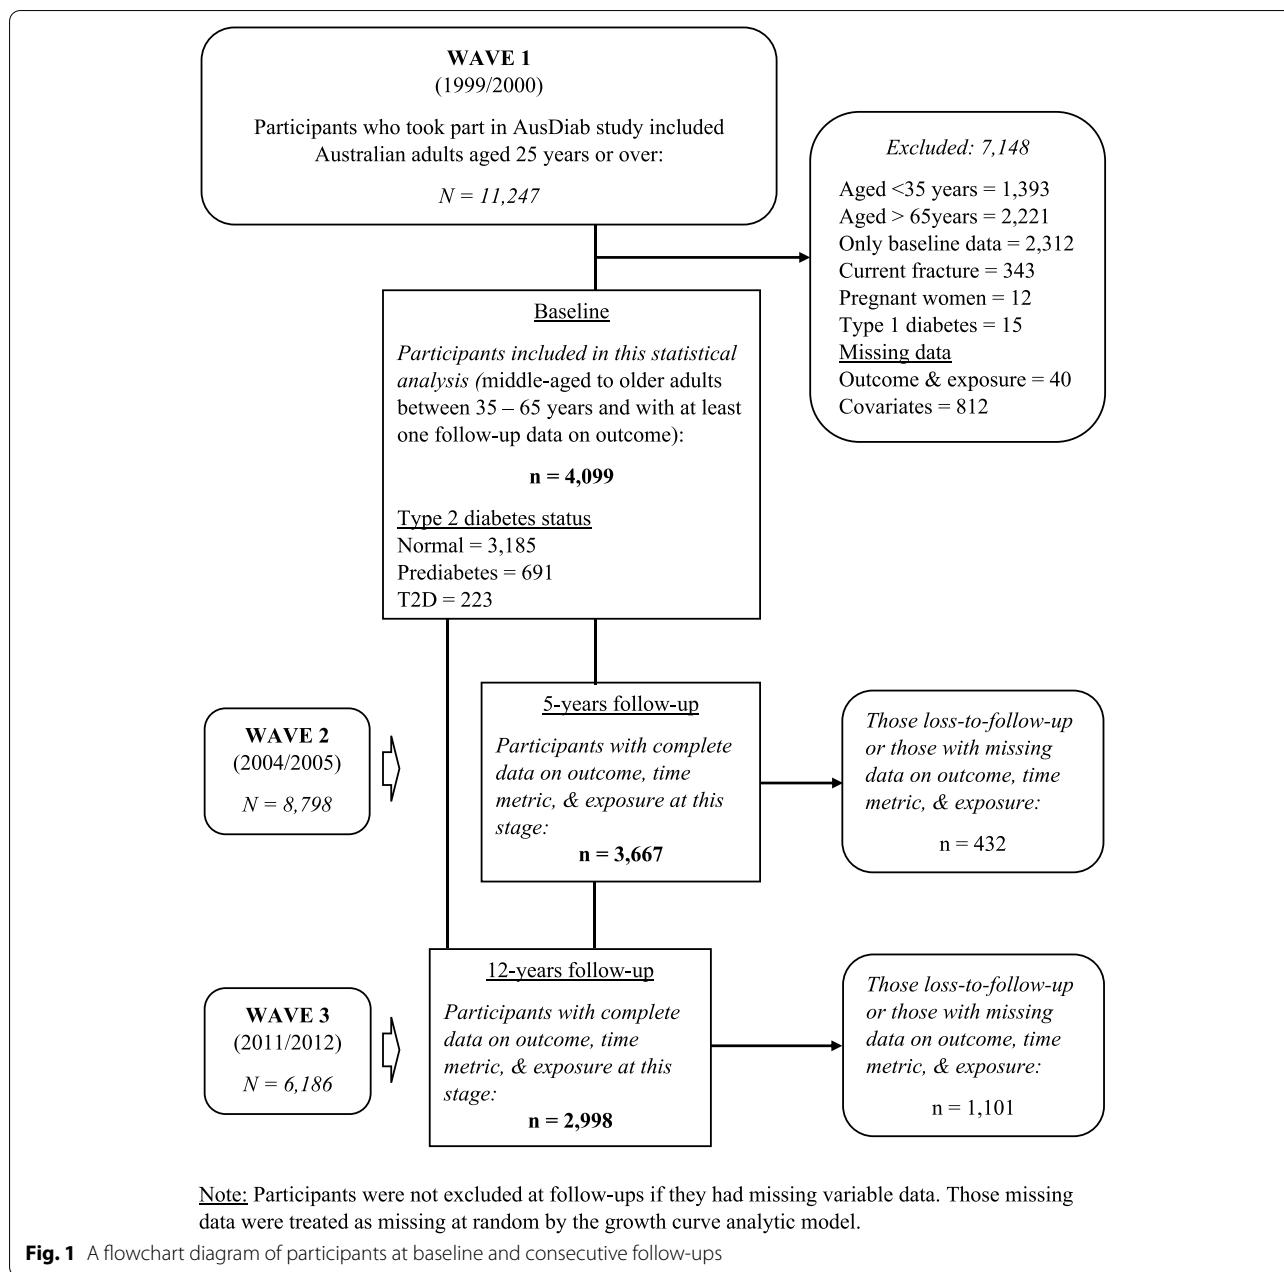 WAVE 1
(1999/2000)
Participants who took part in AusDiab study included
Australian adults aged 25 years or over:
N = 11,247
Excluded: 7,148
Aged <35 years = 1,393
Aged > 65years = 2,221
Only baseline data = 2,312
Current fracture = 343
Pregnant women = 12
Type 1 diabetes = 15
Missing data
Outcome & exposure = 40
Covariates = 812
Baseline
Participants included in this statistical
analysis (middle-aged to older adults
between 35 – 65 years and with at least
one follow-up data on outcome):
n = 4,099
Type 2 diabetes status
Normal = 3,185
Prediabetes = 691
T2D = 223
WAVE 2
(2004/2005)
N = 8,798
5-years follow-up
Participants with complete
data on outcome, time
metric, & exposure at this
stage:
n = 3,667
Those loss-to-follow-up
or those with missing
data on outcome, time
metric, & exposure:
n = 432
WAVE 3
(2011/2012)
N = 6,186
12-years follow-up
Participants with complete
data on outcome, time
metric, & exposure at this
stage:
n = 2,998
Those loss-to-follow-up
or those with missing
data on outcome, time
metric, & exposure:
n = 1,101
Note: Participants were not excluded at follow-ups if they had missing variable data. Those missing
data were treated as missing at random by the growth curve analytic model.
Fig. 1 A flowchart diagram of participants at baseline and consecutive follow-ups